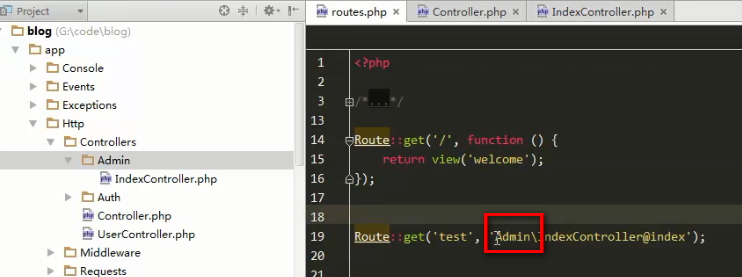 Project
routes.php
Controller.php
IndexController.php
blog (G:\code\blog)
app
Console
Events
Exceptions
Http
Controllers
Admin
IndexController.php
Auth
Controller.php
UserController.php
Middleware
Requests
1 <?php
2
3 /*...*/
13
14 Route::get('/', function () {
15 return view('welcome');
16 });
17
18
19 Route::get('test', 'Admin\IndexController@index');
20
21